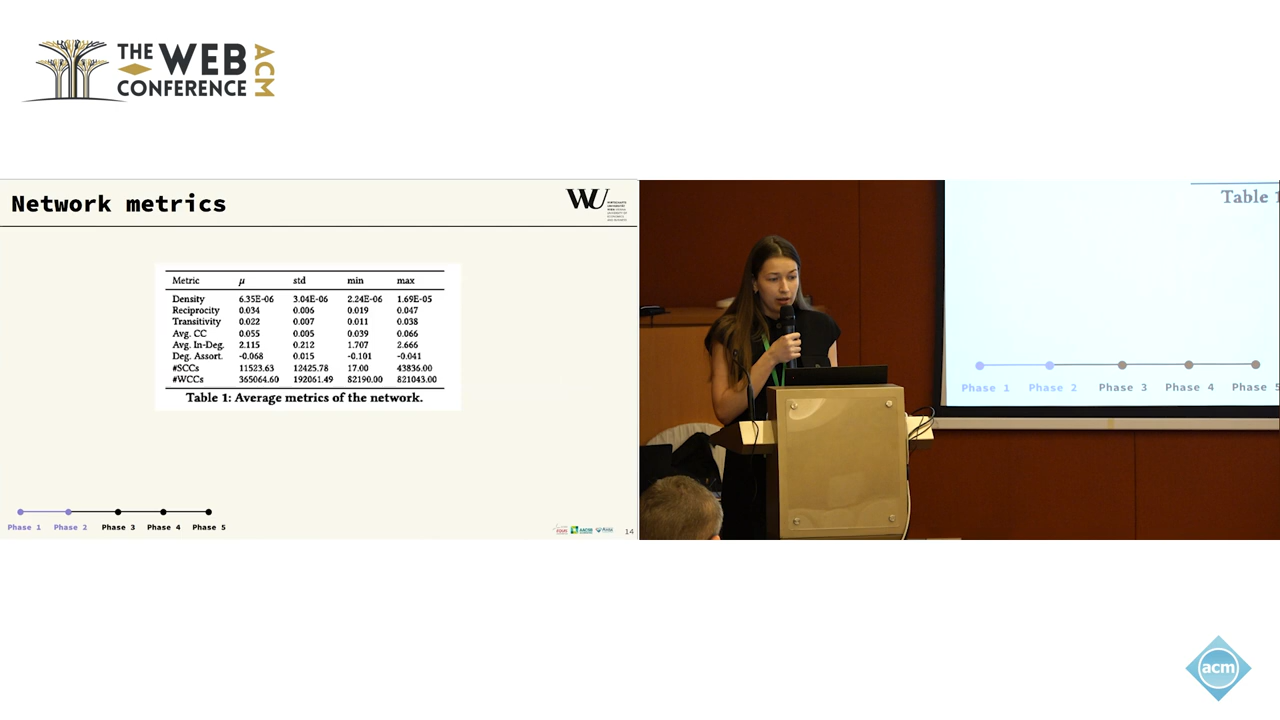 THE WEB
CONFERENCE
ACM
Network metrics
WU
Metric μ std min max
Density 6.35E-06 3.04E-06 2.24E-06 1.69E-05
Reciprocity 0.034 0.006 0.019 0.047
Transitivity 0.022 0.007 0.011 0.038
Avg. CC 0.055 0.005 0.039 0.066
Avg. In-Deg. 2.115 0.212 1.707 2.666
Deg. Assort. -0.068 0.015 -0.101 -0.041
#SCCs 11523.63 12425.78 17.00 43836.00
#WCCs 365064.60 192061.49 82190.00 821043.00
Table 1: Average metrics of the network.
Phase 1 Phase 2 Phase 3 Phase 4 Phase 5
14
Table 1
Phase 1 Phase 2 Phase 3 Phase 4 Phase 5
acm